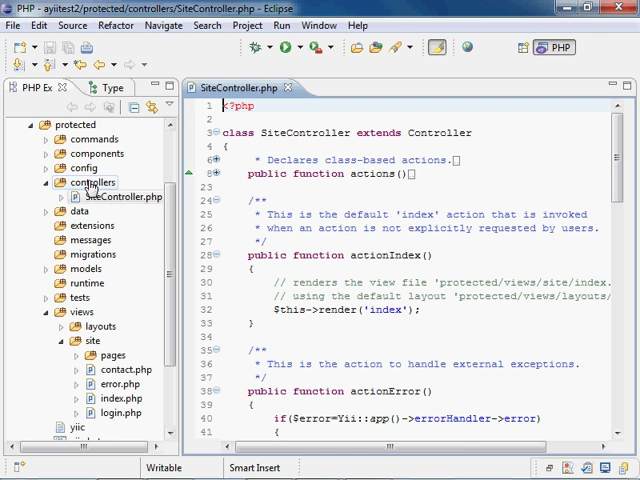 PHP - ayiitest2/protected/controllers/SiteController.php - Eclipse
File Edit Source Refactor Navigate Search Project Run Window Help
PHP
PHP Ex
Type
SiteController.php
protected
commands
components
config
controllers
SiteController.php
data
extensions
messages
migrations
models
runtime
tests
views
layouts
site
pages
contact.php
error.php
index.php
login.php
yiic
1 <?php
2
3 class SiteController extends Controller
4 {
6 * Declares class-based actions.
8 public function actions()
23
24 /**
25 * This is the default 'index' action that is invoked
26 * when an action is not explicitly requested by users.
27 */
28 public function actionIndex()
29 {
30 // renders the view file 'protected/views/site/index.
31 // using the default layout 'protected/views/layouts/
32 $this->render('index');
33 }
34
35 /**
36 * This is the action to handle external exceptions.
37 */
38 public function actionError()
39 {
40 if($error=Yii::app()->errorHandler->error)
41 {
Writable
Smart Insert